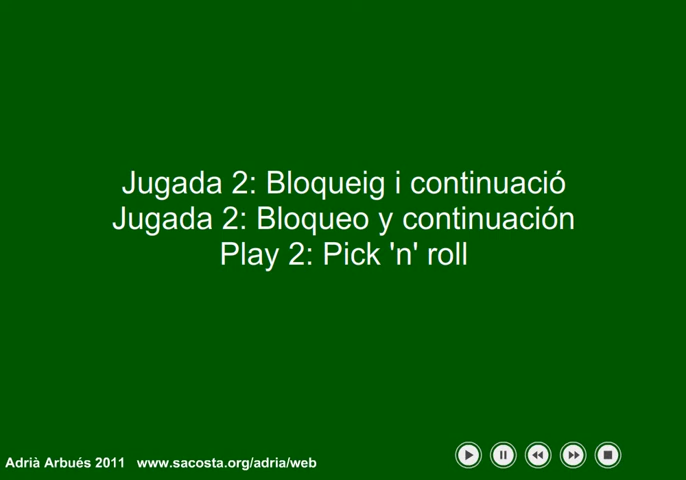 Jugada 2: Bloqueig i continuació
Jugada 2: Bloqueo y continuación
Play 2: Pick 'n' roll
Adrià Arbués 2011   www.sacosta.org/adria/web